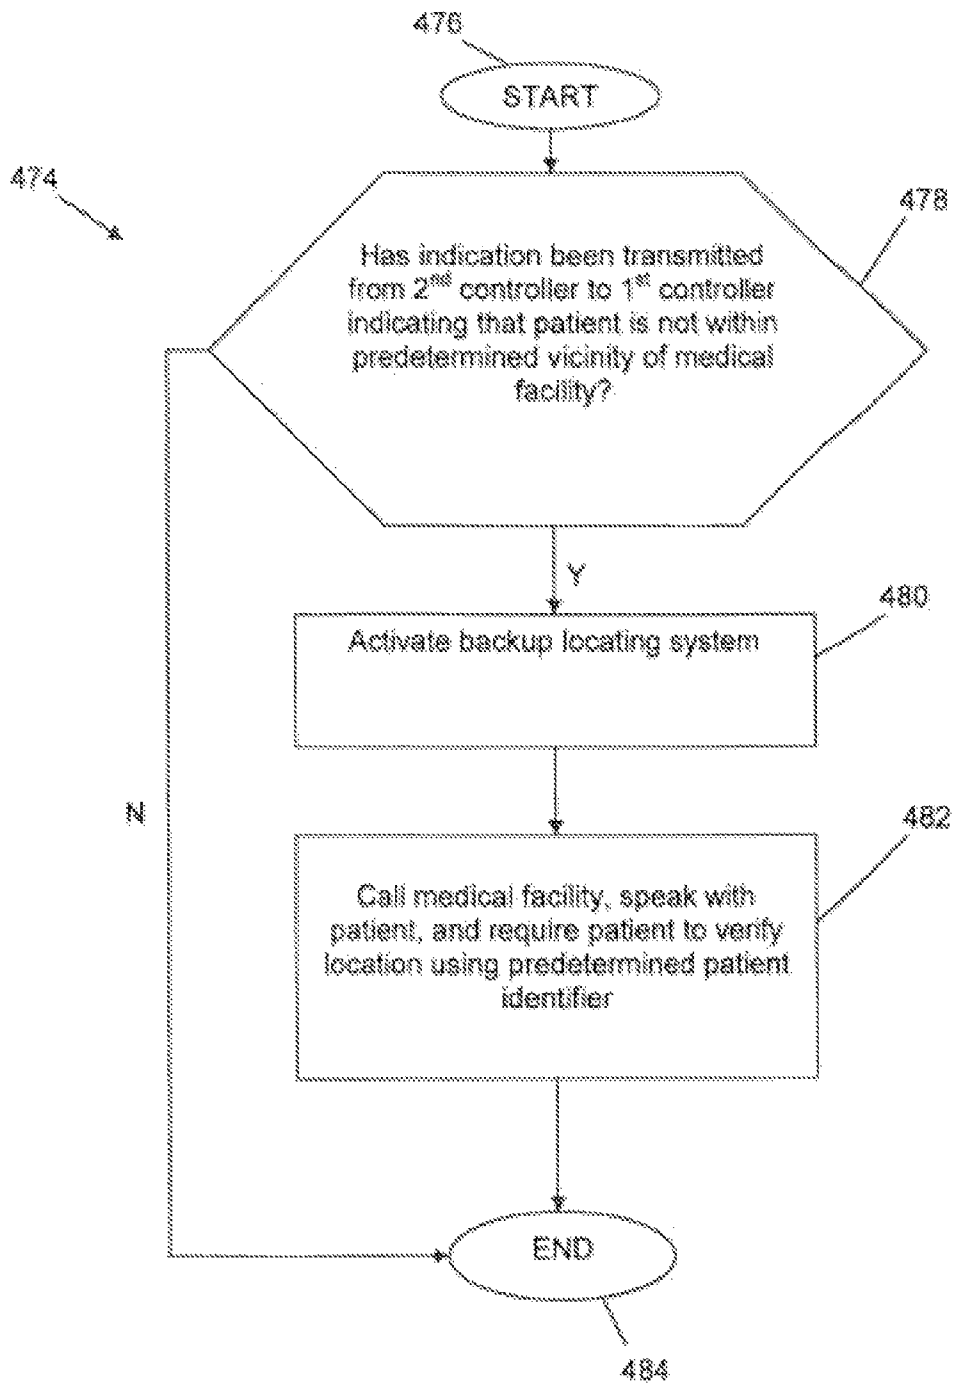 476
START
474
478
Has indication been transmitted
from 2nd controller to 1st controller
indicating that patient is not within
predetermined vicinity of medical
facility?
Y
480
Activate backup locating system
N
482
Call medical facility, speak with
patient, and require patient to verify
location using predetermined patient
identifier
END
484